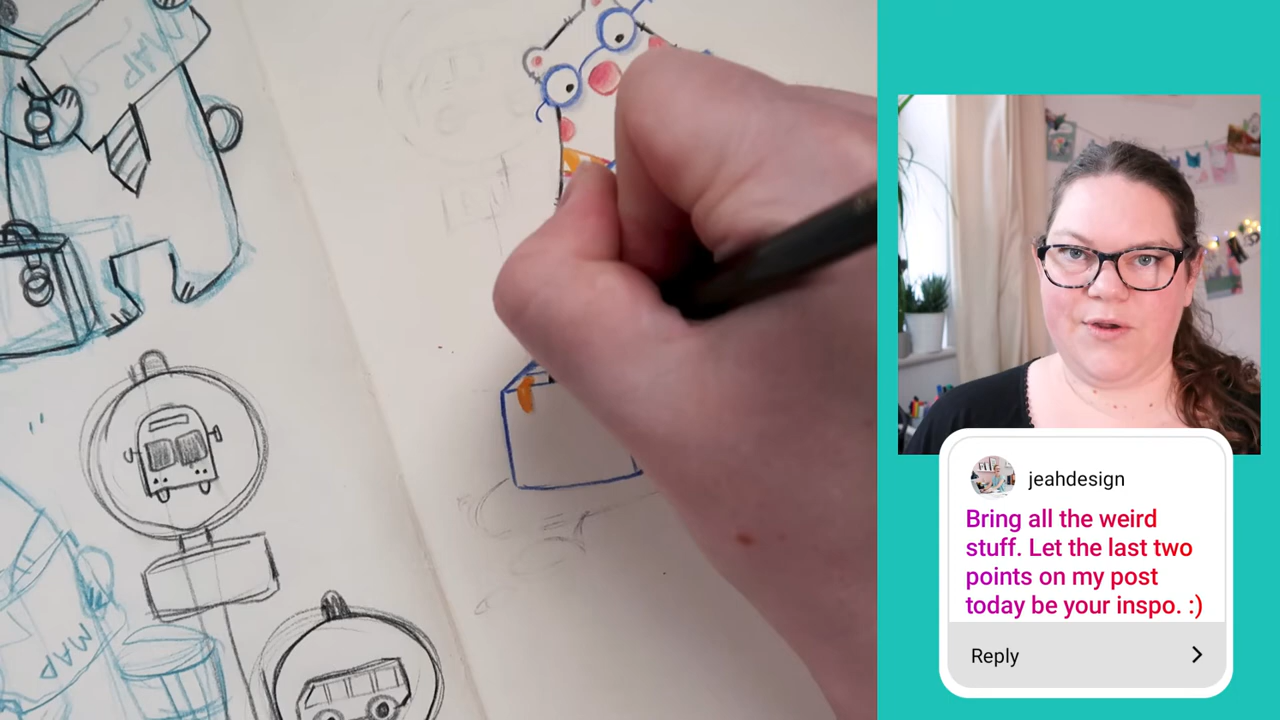 MAP
MAP
jeahdesign
Bring all the weird
stuff. Let the last two
points on my post
today be your inspo. :)
Reply